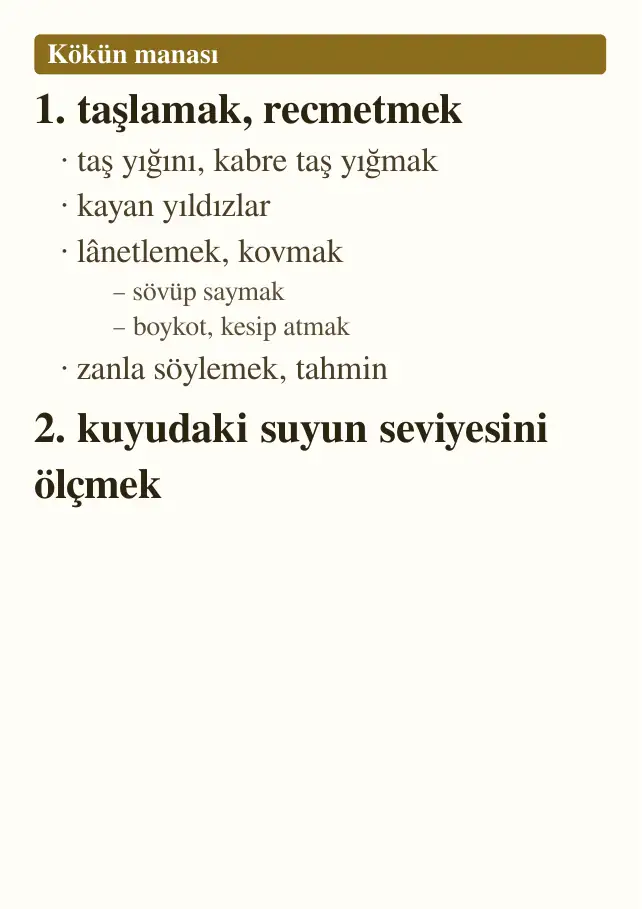 Kökün manası
1. taşlamak, recmetmek
· taş yığını, kabre taş yığmak
· kayan yıldızlar
· lânetlemek, kovmak
– sövüp saymak
– boykot, kesip atmak
· zanla söylemek, tahmin
2. kuyudaki suyun seviyesini
ölçmek